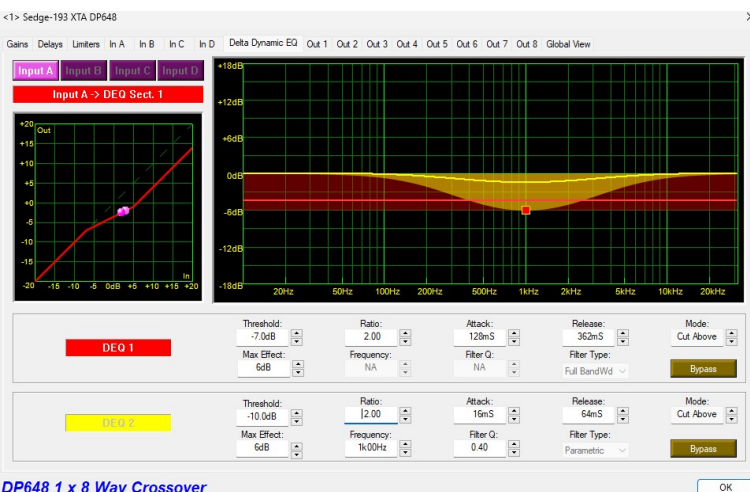 <1> Sedge-193 XTA DP648
Gains Delays Limiters In A In B In C In D Delta Dynamic EQ Out 1 Out 2 Out 3 Out 4 Out 5 Out 6 Out 7 Out 8 Global View
Input A Input B Input C Input D
Input A -> DEQ Sect. 1
+20 Out
+15
+10
+5
+0
-5
-10
-15
In
-20 -15 -10 -5 0dB +5 +10 +15 +20
+18dB
+12dB
+6dB
0dB
-6dB
-12dB
-18dB
20Hz 50Hz 100Hz 200Hz 500Hz 1kHz 2kHz 5kHz 10kHz 20kHz
DEQ 1
Threshold: Ratio: Attack: Release: Mode:
-7.0dB 2.00 128mS 362mS Cut Above
Max Effect: Frequency: Filter Q: Filter Type:
6dB NA NA Full BandWd Bypass
DEQ 2
Threshold: Ratio: Attack: Release: Mode:
-10.0dB 2.00 16mS 64mS Cut Above
Max Effect: Frequency: Filter Q: Filter Type:
6dB 1k00Hz 0.40 Parametric Bypass
DP648 1 x 8 Way Crossover
OK